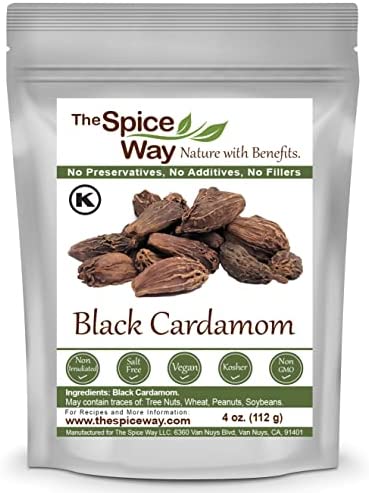 The Spice Way
Nature with Benefits.
No Preservatives, No Additives, No Fillers
K
Black Cardamom
Non Irradiated
Salt Free
Vegan
Kosher
Non GMO
Ingredients: Black Cardamom.
May contain traces of: Tree Nuts, Wheat, Peanuts, Soybeans.
For Recipes and More Information:
www.thespiceway.com
4 oz. (112 g)
Manufactured for The Spice Way LLC. 6360 Van Nuys Blvd, Van Nuys, CA, 91401